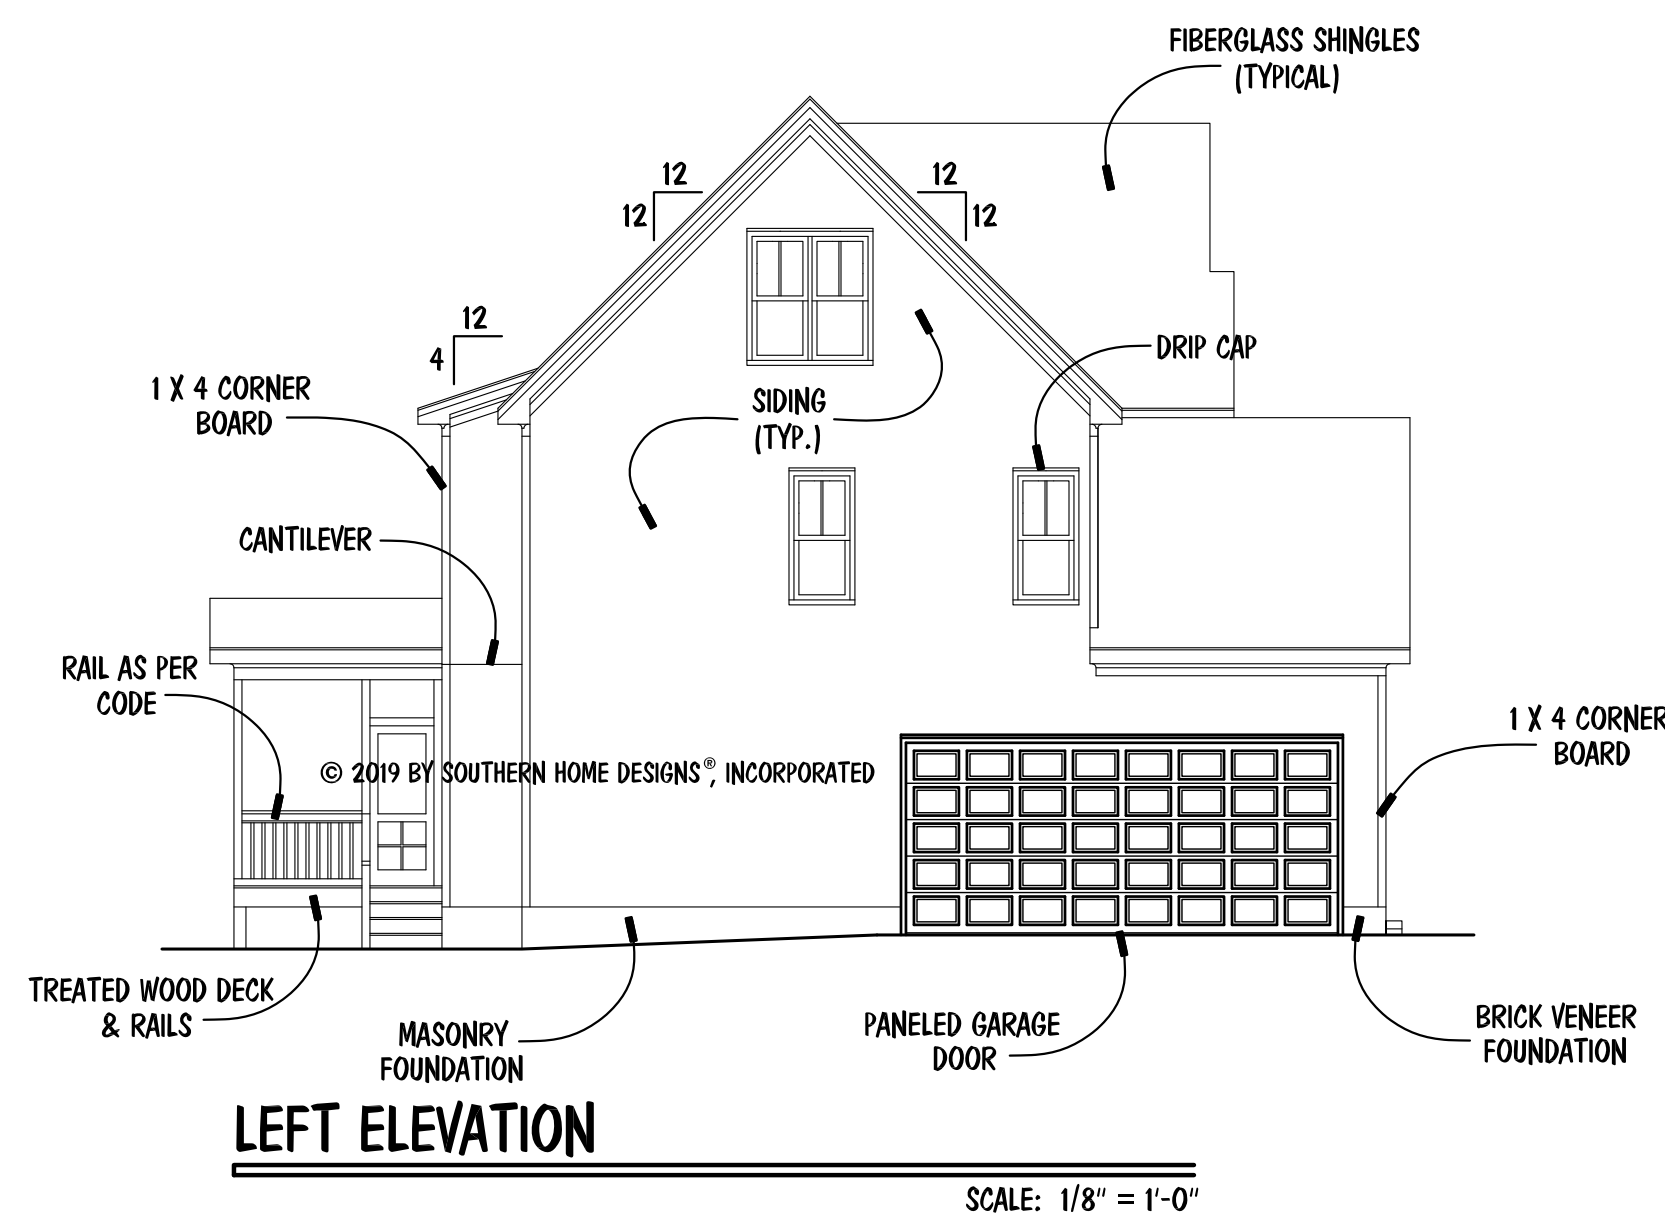 FIBERGLASS SHINGLES
(TYPICAL)
12
12
12
12
12
4
DRIP CAP
1 X 4 CORNER
BOARD
SIDING
(TYP.)
CANTILEVER
RAIL AS PER
CODE
1 X 4 CORNER
BOARD
© 2019 BY SOUTHERN HOME DESIGNS®, INCORPORATED
TREATED WOOD DECK
& RAILS
MASONRY
FOUNDATION
PANELED GARAGE
DOOR
BRICK VENEER
FOUNDATION
LEFT ELEVATION
SCALE: 1/8" = 1'-0"